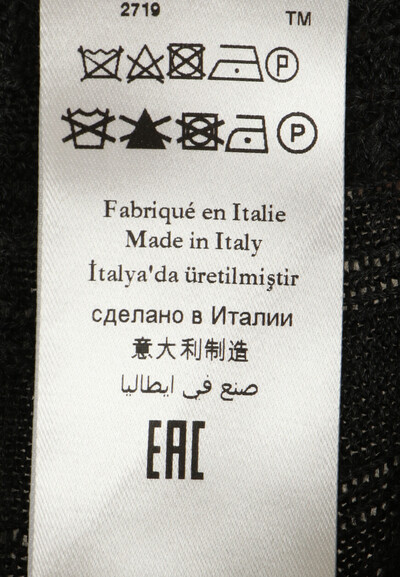 2719
TM
P
P
Fabriqué en Italie
Made in Italy
İtalya'da üretilmiştir
сделано в Италии
意大利制造
صنع في ايطاليا
EAC